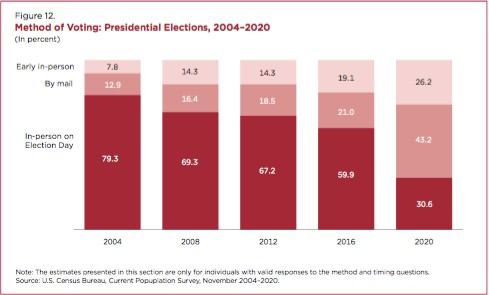 Figure 12.
Method of Voting: Presidential Elections, 2004–2020
(In percent)
Early in-person 7.8 14.3 14.3 19.1 26.2
By mail 12.9 16.4 18.5 21.0 43.2
In-person on
Election Day 79.3 69.3 67.2 59.9 30.6
2004 2008 2012 2016 2020
Note: The estimates presented in this section are only for individuals with valid responses to the method and timing questions.
Source: U.S. Census Bureau, Current Popuplation Survey, November 2004–2020.